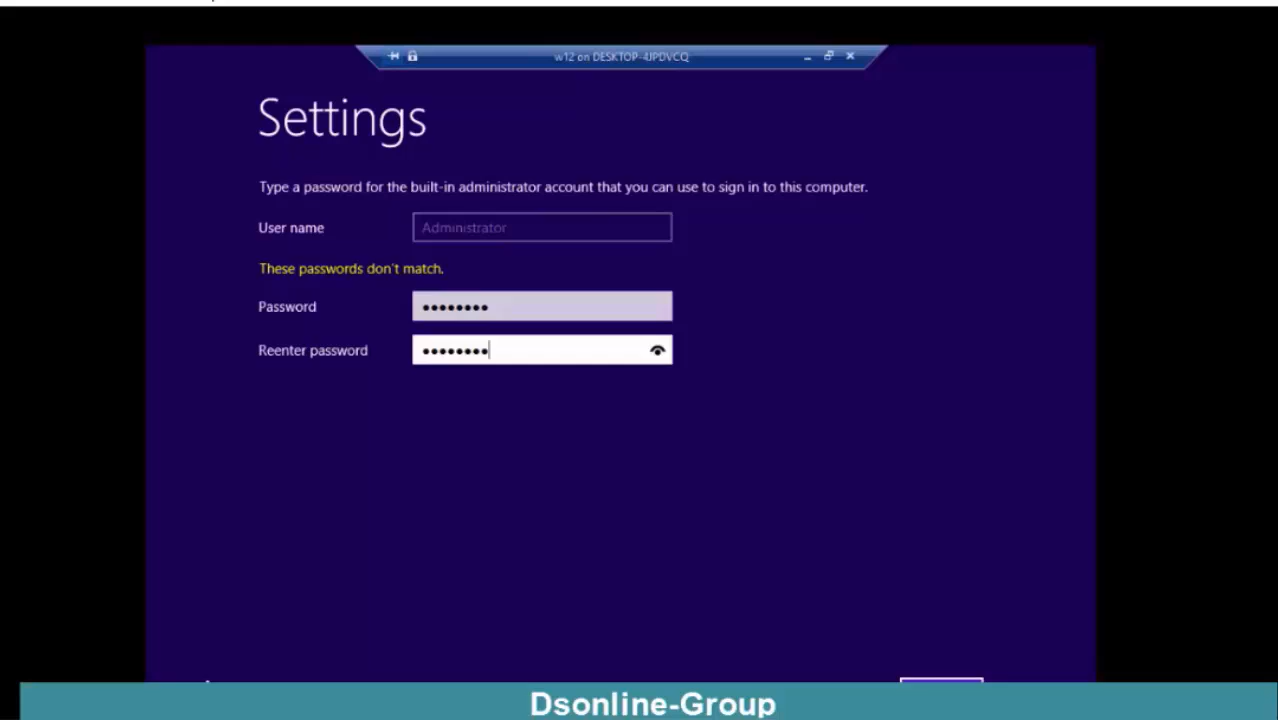 w12 on DESKTOP-4JPDVCQ
Settings
Type a password for the built-in administrator account that you can use to sign in to this computer.
User name
Administrator
These passwords don't match.
Password
••••••••
Reenter password
••••••••
Dsonline-Group